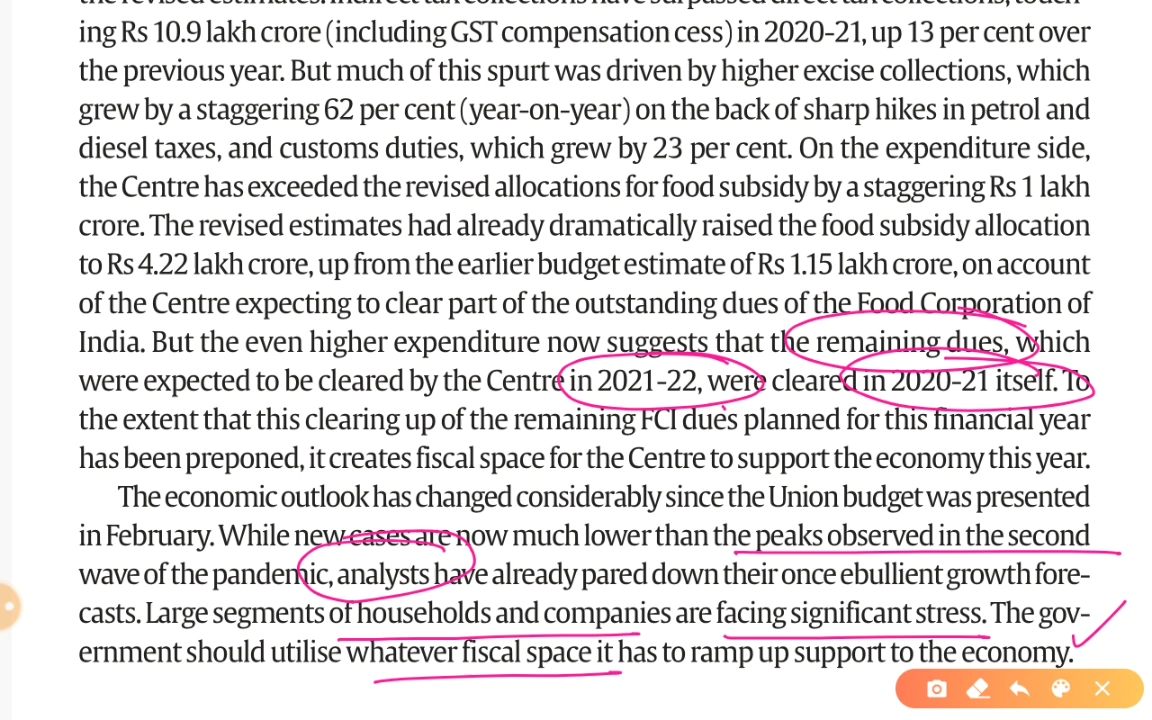 the revised estimates. Indirect tax collections have surpassed direct tax collections, touch-
ing Rs 10.9 lakh crore (including GST compensation cess) in 2020-21, up 13 per cent over
the previous year. But much of this spurt was driven by higher excise collections, which
grew by a staggering 62 per cent (year-on-year) on the back of sharp hikes in petrol and
diesel taxes, and customs duties, which grew by 23 per cent. On the expenditure side,
the Centre has exceeded the revised allocations for food subsidy by a staggering Rs 1 lakh
crore. The revised estimates had already dramatically raised the food subsidy allocation
to Rs 4.22 lakh crore, up from the earlier budget estimate of Rs 1.15 lakh crore, on account
of the Centre expecting to clear part of the outstanding dues of the Food Corporation of
India. But the even higher expenditure now suggests that the remaining dues, which
were expected to be cleared by the Centre in 2021-22, were cleared in 2020-21 itself. To
the extent that this clearing up of the remaining FCI dues planned for this financial year
has been preponed, it creates fiscal space for the Centre to support the economy this year.
The economic outlook has changed considerably since the Union budget was presented
in February. While new cases are now much lower than the peaks observed in the second
wave of the pandemic, analysts have already pared down their once ebullient growth fore-
casts. Large segments of households and companies are facing significant stress. The gov-
ernment should utilise whatever fiscal space it has to ramp up support to the economy.